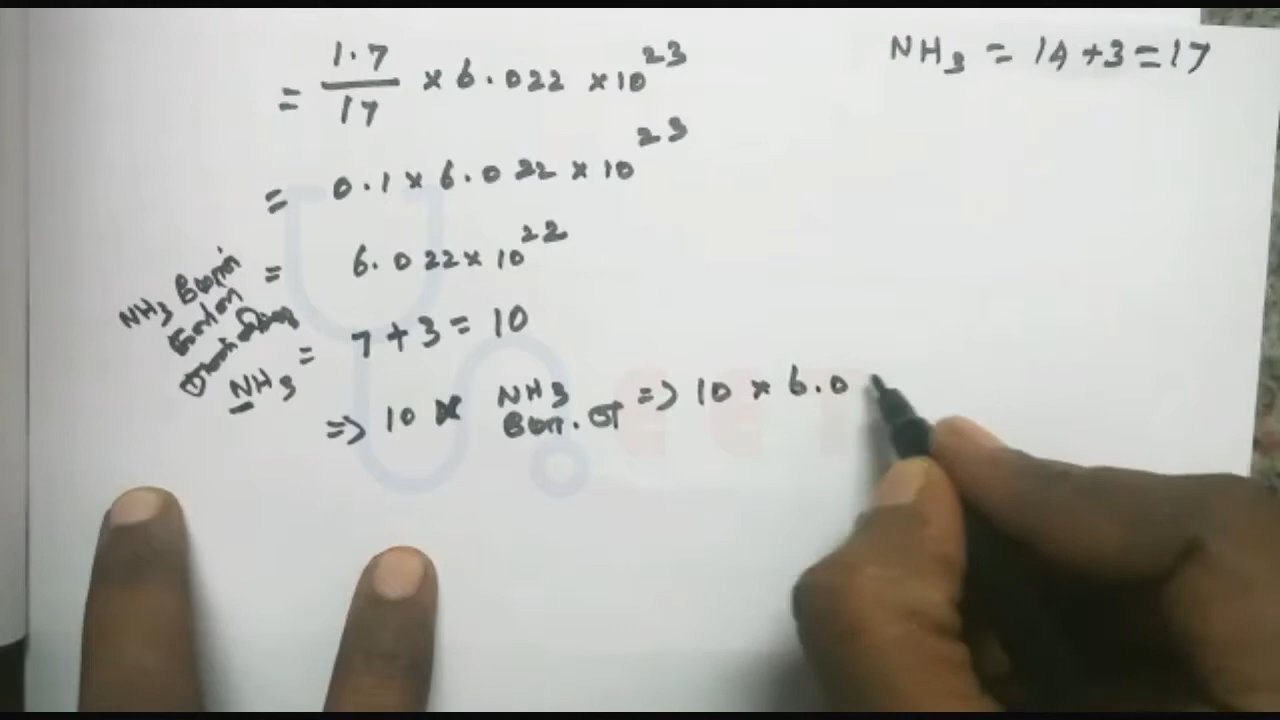 NH₃ = 14 + 3 = 17
= 1.7/17 × 6.022 × 10²³
= 0.1 × 6.022 × 10²³
= 6.022 × 10²²
NH₃
NH₃ = 7 + 3 = 10
=> 10 × NH₃ => 10 × 6.0